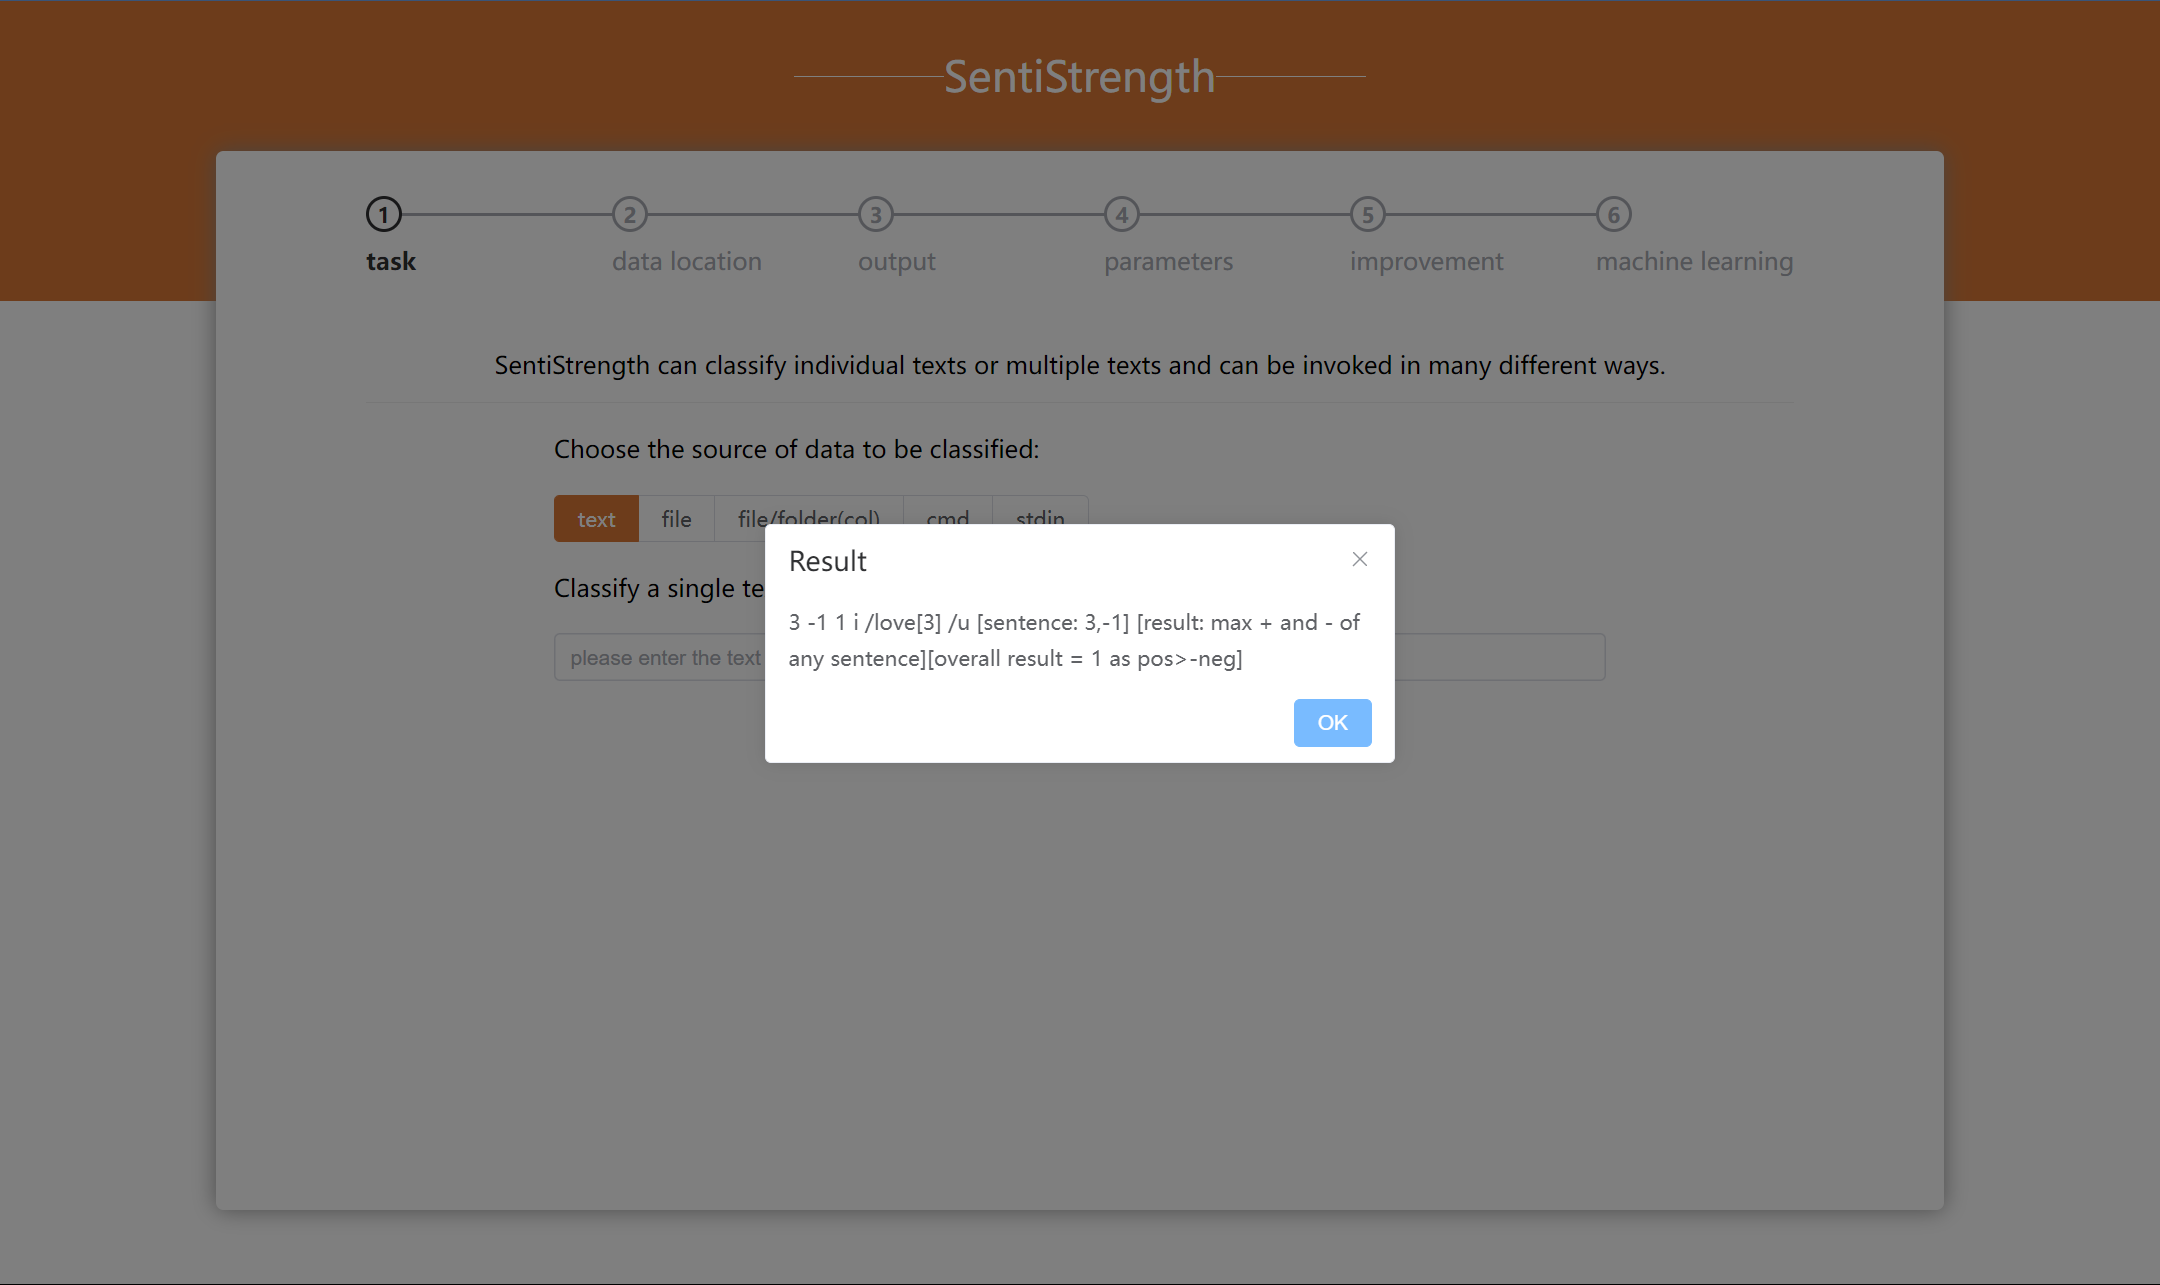 SentiStrength
1 2 3 4 5 6
task data location output parameters improvement machine learning
SentiStrength can classify individual texts or multiple texts and can be invoked in many different ways.
Choose the source of data to be classified:
text file file/folder(col) cmd stdin
Result
Classify a single
3 -1 1 i /love[3] /u [sentence: 3,-1] [result: max + and - of
any sentence][overall result = 1 as pos>-neg]
please enter the text
OK